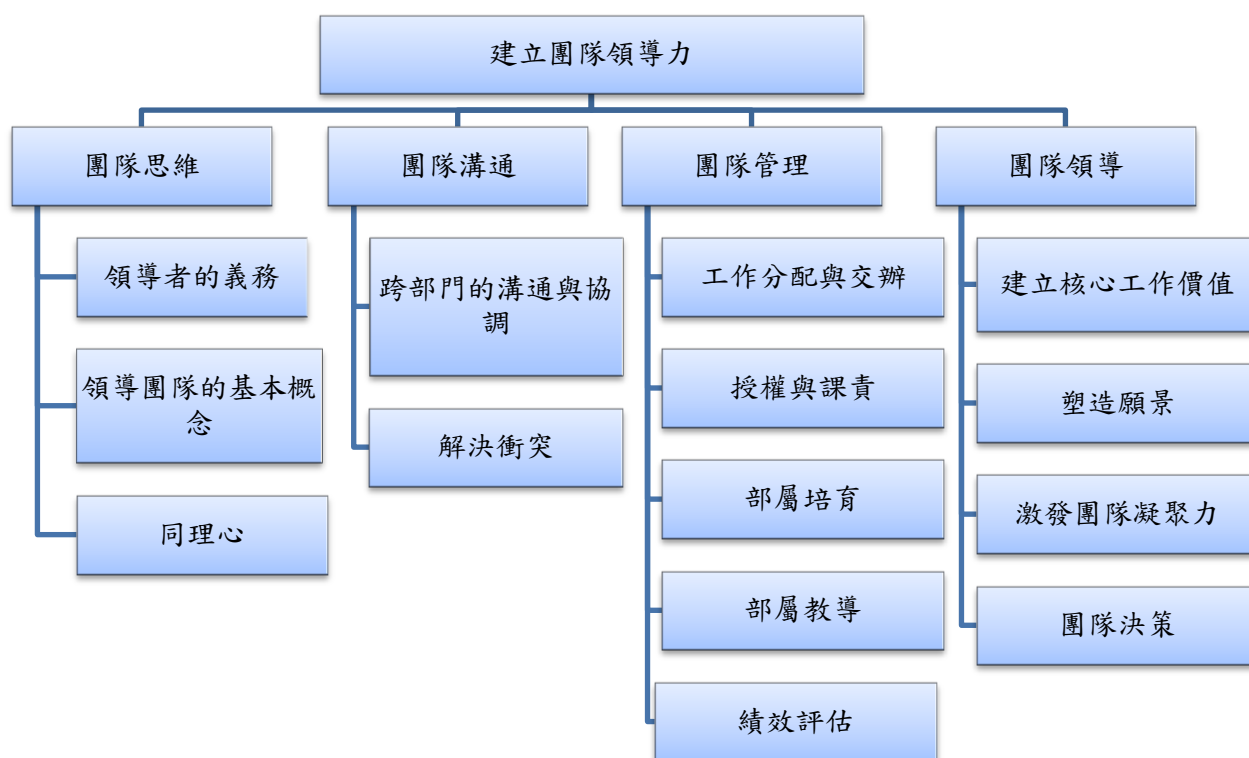 建立團隊領導力
團隊思維
領導者的義務
領導團隊的基本概
念
同理心
團隊溝通
跨部門的溝通與協
調
解決衝突
團隊管理
工作分配與交辦
授權與課責
部屬培育
部屬教導
績效評估
團隊領導
建立核心工作價值
塑造願景
激發團隊凝聚力
團隊決策